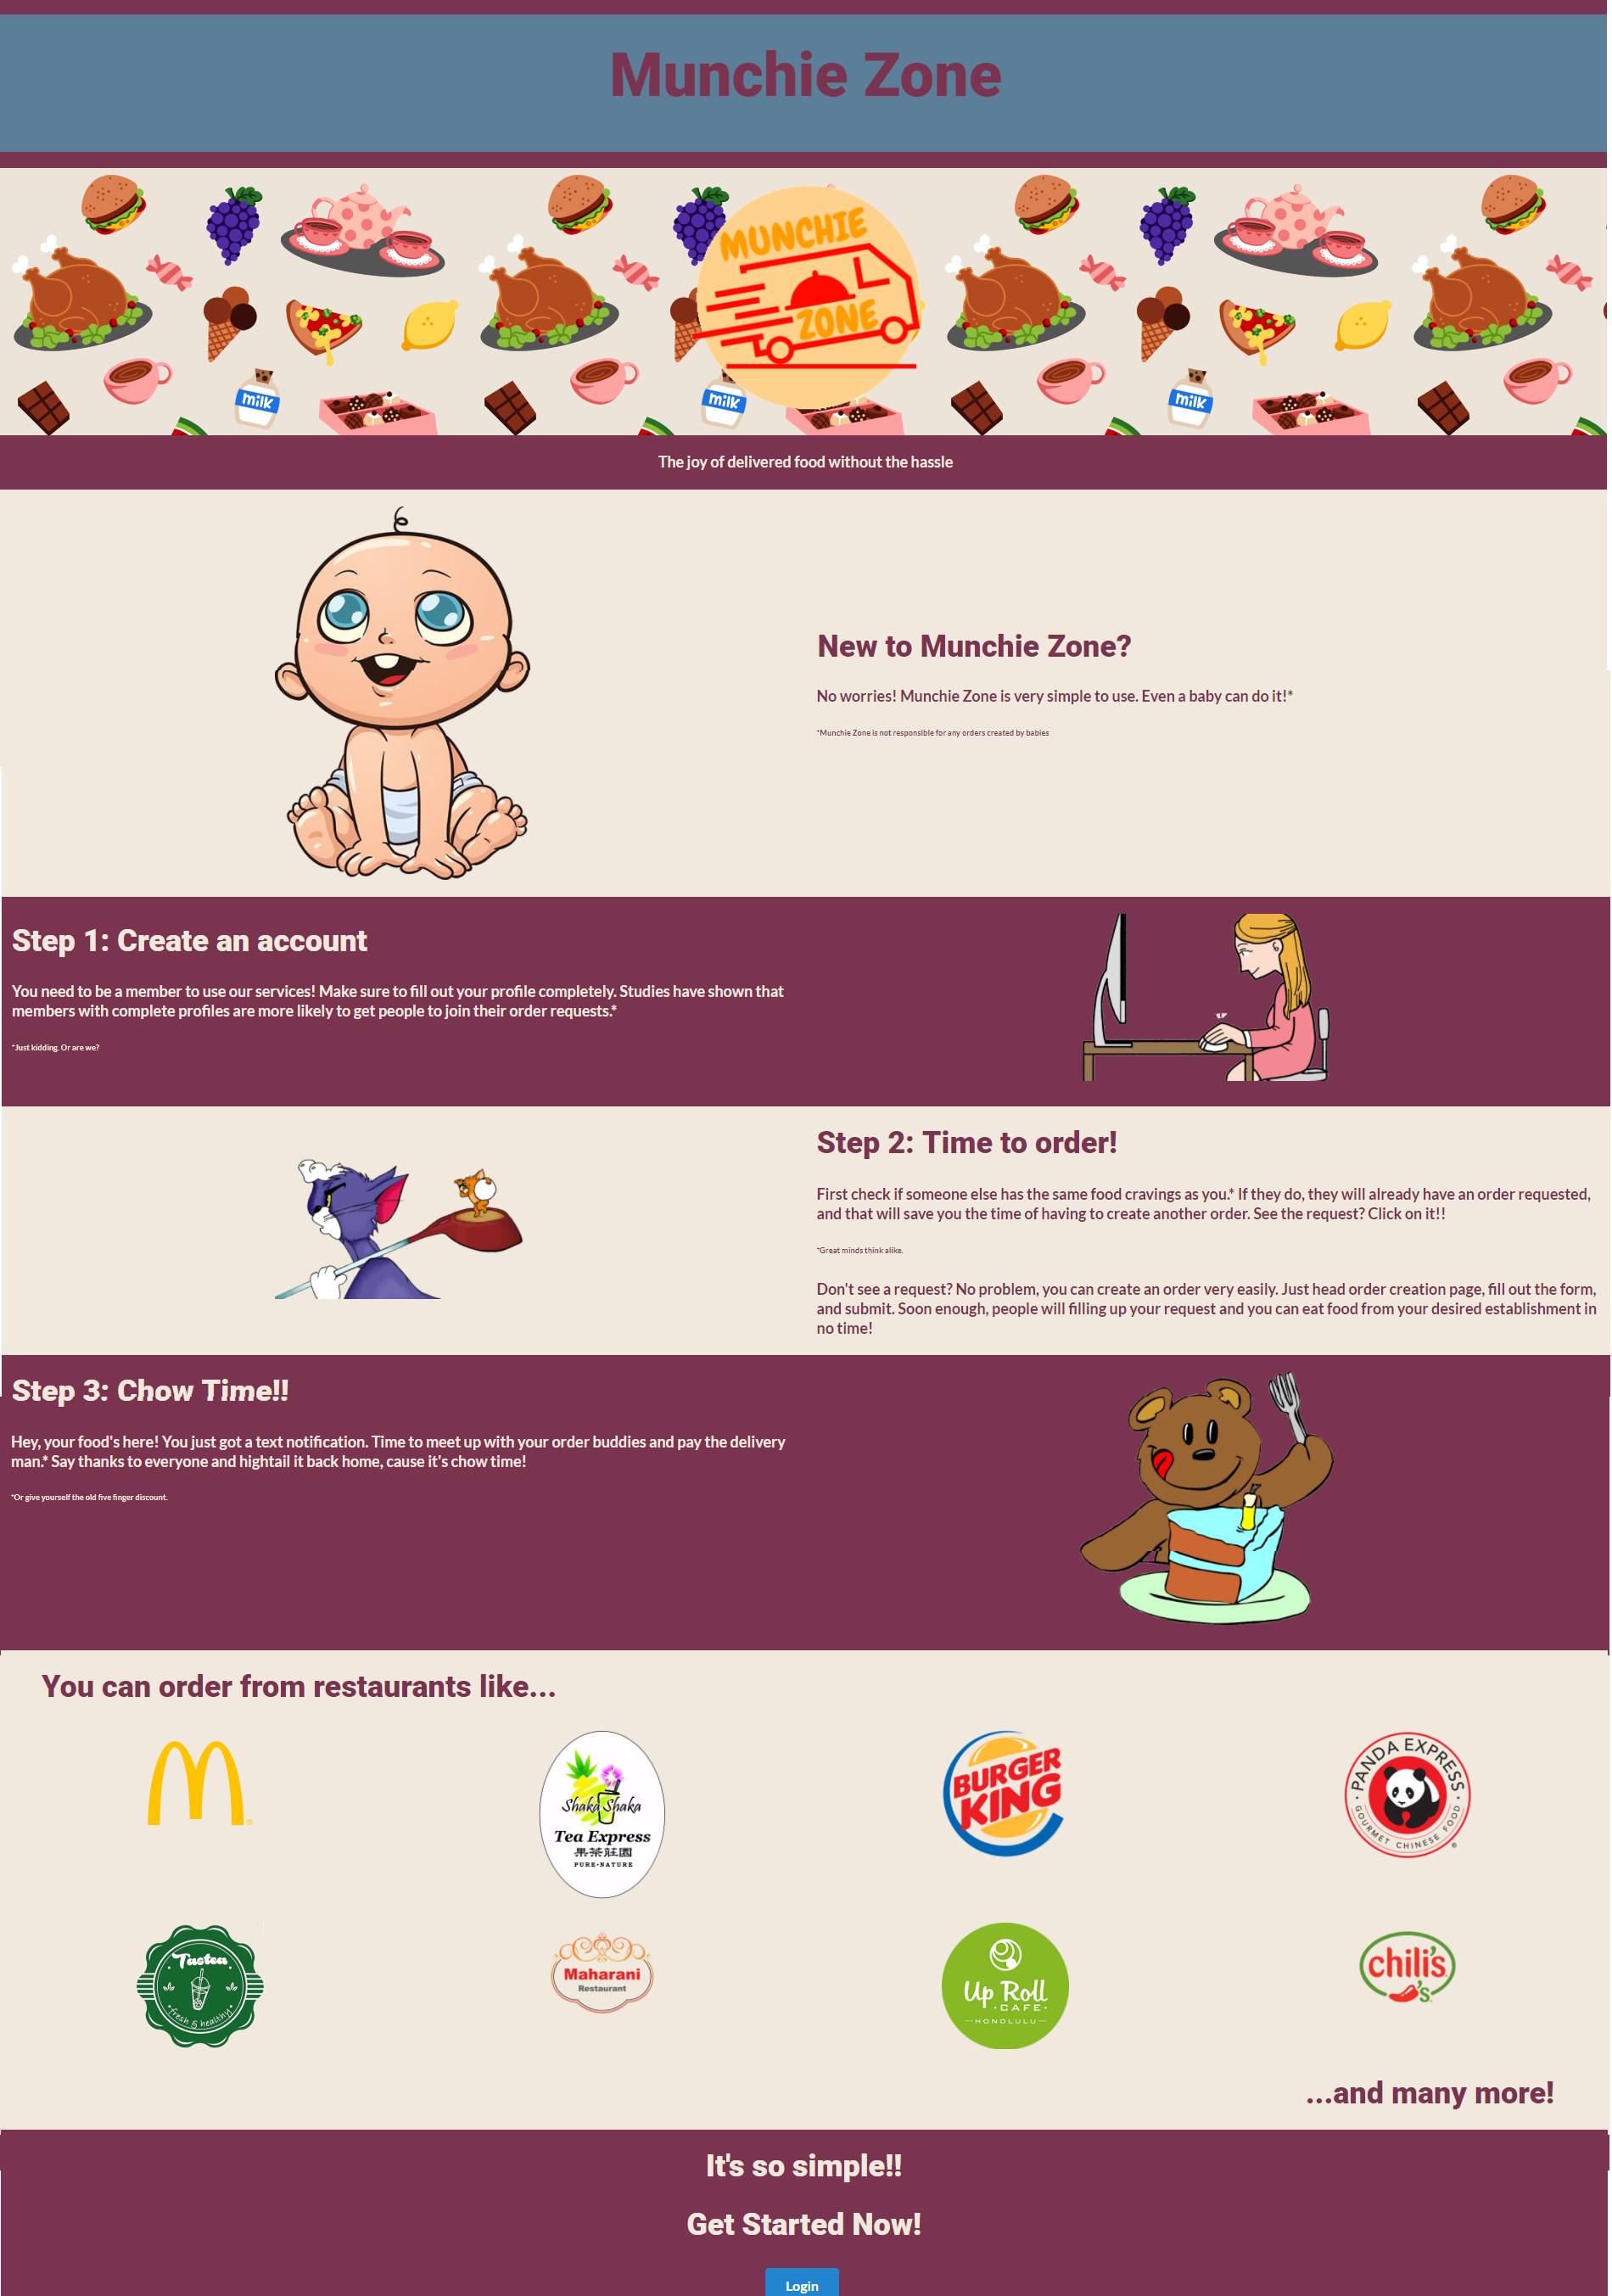 Munchie Zone
MUNCHIE
ZONE
milk
milk
milk
The joy of delivered food without the hassle
New to Munchie Zone?
No worries! Munchie Zone is very simple to use. Even a baby can do it!*
*Munchie Zone is not responsible for any orders created by babies
Step 1: Create an account
You need to be a member to use our services! Make sure to fill out your profile completely. Studies have shown that
members with complete profiles are more likely to get people to join their order requests.*
*Just kidding. Or are we?
Step 2: Time to order!
First check if someone else has the same food cravings as you.* If they do, they will already have an order requested,
and that will save you the time of having to create another order. See the request? Click on it!!
*Great minds think alike.
Don't see a request? No problem, you can create an order very easily. Just head order creation page, fill out the form,
and submit. Soon enough, people will filling up your request and you can eat food from your desired establishment in
no time!
Step 3: Chow Time!!
Hey, your food's here! You just got a text notification. Time to meet up with your order buddies and pay the delivery
man.* Say thanks to everyone and hightail it back home, cause it's chow time!
*Or give yourself the old five finger discount.
You can order from restaurants like...
Shaka Shaka
Tea Express
果茶莊園
PURE•NATURE
BURGER
KING
PANDA EXPRESS
GOURMET CHINESE FOOD
Tastea
fresh & healthy
Maharani
Restaurant
Up Roll
CAFE
HONOLULU
chili's
's
...and many more!
It's so simple!!
Get Started Now!
Login